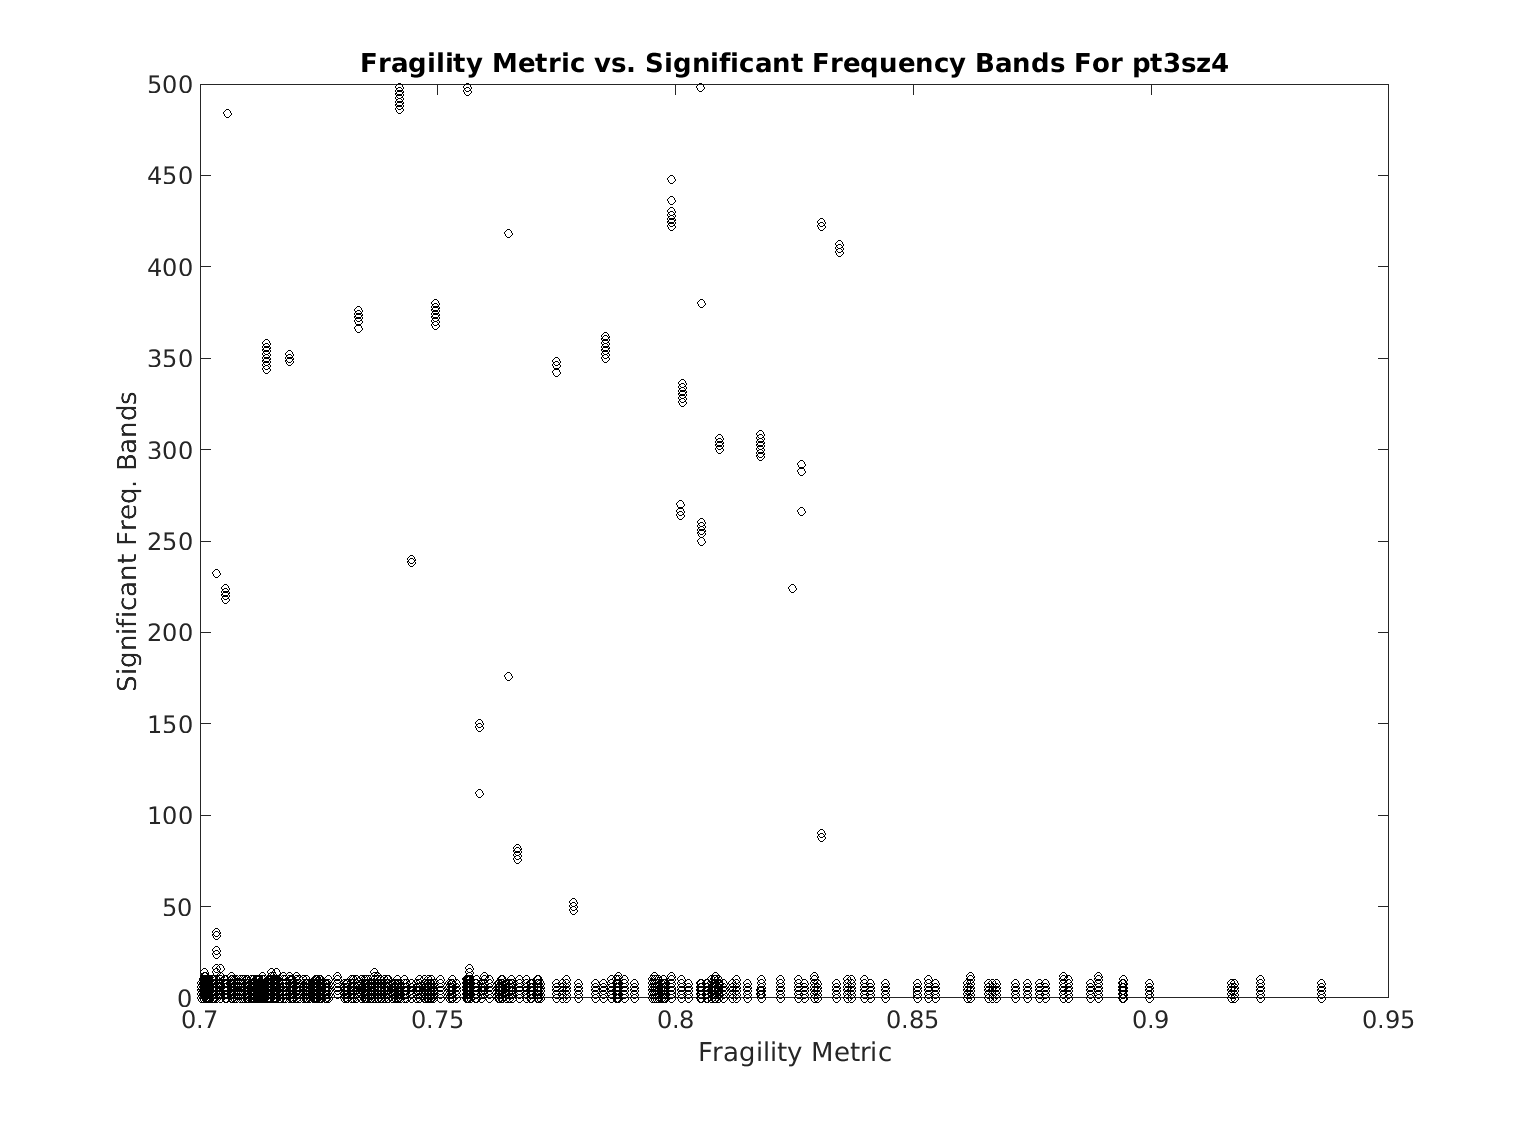 Fragility Metric vs. Significant Frequency Bands For pt3sz4
500
450
400
350
300
250
200
150
100
50
0
Significant Freq. Bands
0.7 0.75 0.8 0.85 0.9 0.95
Fragility Metric